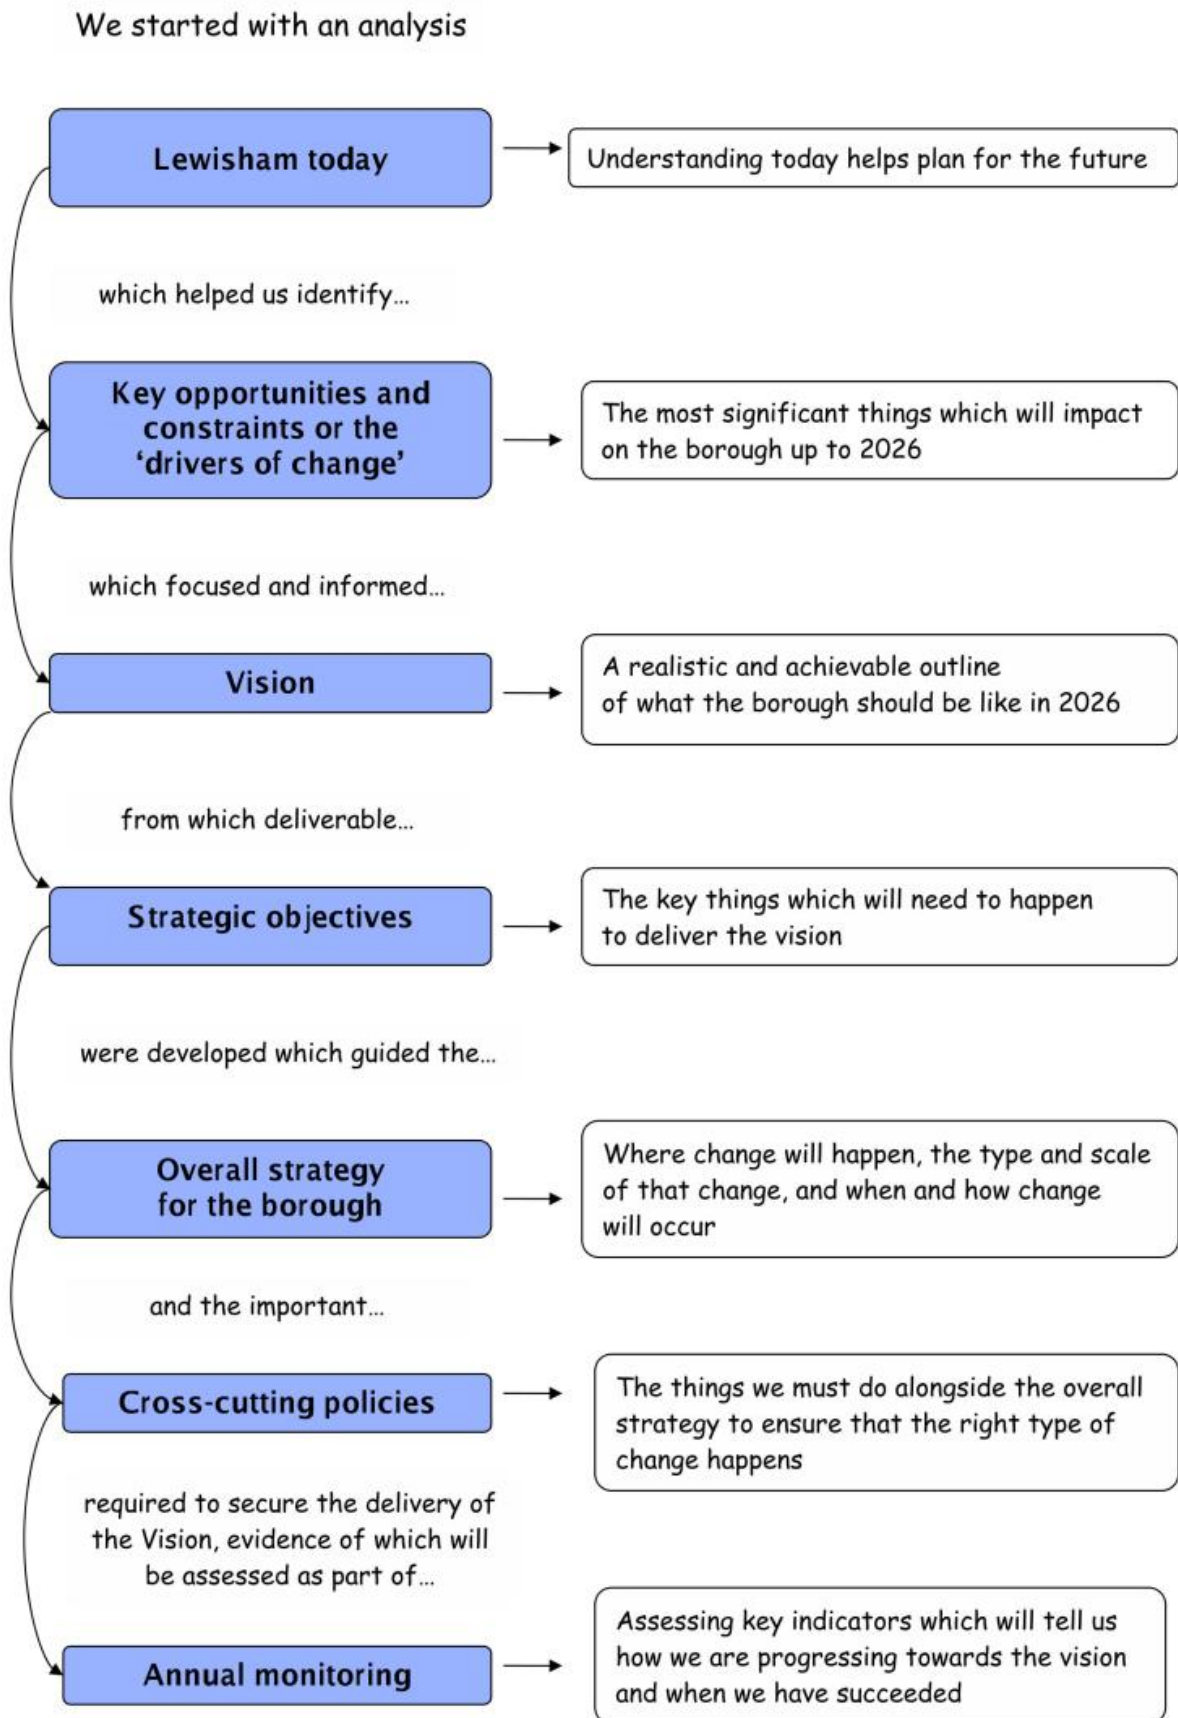 We started with an analysis
Lewisham today
Understanding today helps plan for the future
which helped us identify…
Key opportunities and
constraints or the
‘drivers of change’
The most significant things which will impact
on the borough up to 2026
which focused and informed…
Vision
A realistic and achievable outline
of what the borough should be like in 2026
from which deliverable…
Strategic objectives
The key things which will need to happen
to deliver the vision
were developed which guided the…
Overall strategy
for the borough
Where change will happen, the type and scale
of that change, and when and how change
will occur
and the important…
Cross-cutting policies
The things we must do alongside the overall
strategy to ensure that the right type of
change happens
required to secure the delivery of
the Vision, evidence of which will
be assessed as part of…
Annual monitoring
Assessing key indicators which will tell us
how we are progressing towards the vision
and when we have succeeded